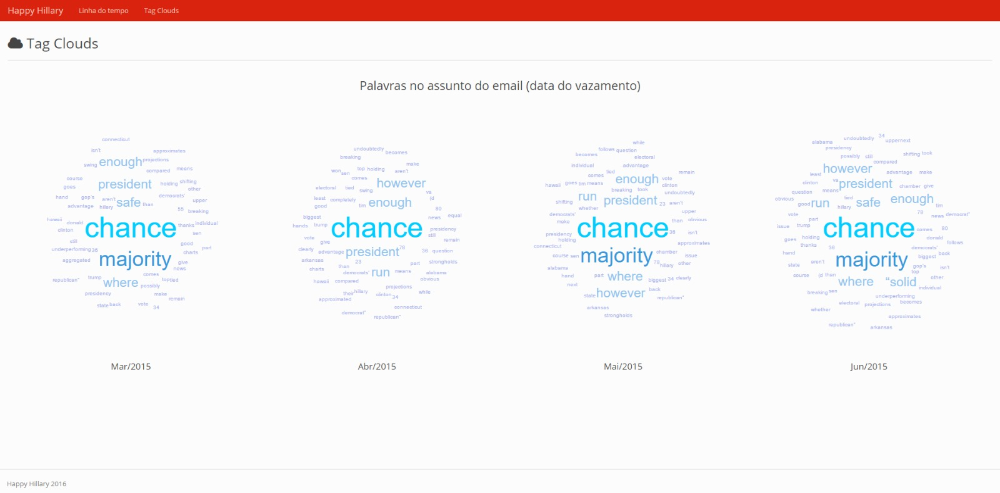 Happy Hillary Linha do tempo Tag Clouds
Tag Clouds
Palavras no assunto do email (data do vazamento)
connecticut
isn't approximates
swing enough projections
compared means
course president holding shifting
goes other
hand gop's aren't safe than democrats' upper
advantage hillary 55 breaking
hawaii donald chance thanks individual
clinton sen
still good
underperforming 36 part
charts
aggregated majority give
news
republican" trump where comes top tied
possibly
presidency make
remain
state back vote 34
Mar/2015
undoubtedly becomes
breaking
make
won sen top holding aren't
comes however
electoral tied swing va
least completely enough (d
good tim 80
biggest news equal
hands trump chance presidency
still
vote give remain
clearly advantage president 78 36 question
arkansas 23 part strongholds
charts than democrats' run means alabama
hawaii compared obvious
projections
their hillary while
approximated clinton 34
connecticut
democrat" republican"
Abr/2015
while
follows question
becomes electoral
individual advantage
comes tied remain
hawaii goes tim means enough vote
clinton
breaking took undoubtedly
shifting run president 23 aren't
whether upper
democrats' make than obvious
presidency chance 36 isn't
holding approximates
connecticut
course sen majority chamber issue
alabama 78 hillary other
hand part where biggest 34 clearly
next back
state however republican"
arkansas
strongholds
Mai/2015
undoubtedly 34
alabama uppernext
presidency
possibly still shifting took
compared
least however advantage make
clinton va president chamber give
question means
obvious tied
good run hillary safe enough tim
vote 78 news democrat"
part
issue trump chance comes 80
goes holding donald
thanks follows
36 democrats'
hand majority biggest back
state aren't gop's isn't
course (d than top other
where “solid individual
breaking sen
underperforming
electoral projections becomes
whether
approximates
republican" arkansas
Jun/2015
Happy Hillary 2016